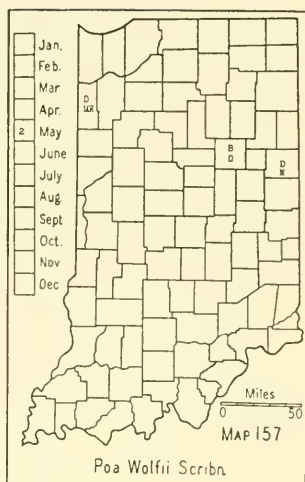 Jan.
Feb.
Mar
Apr.
2 May
June
July
Aug
Sept
Oct.
Nov
Dec
D
MR
B
D
D
N
Miles
0 50
MAP 157
Poa Wolfii Scribn